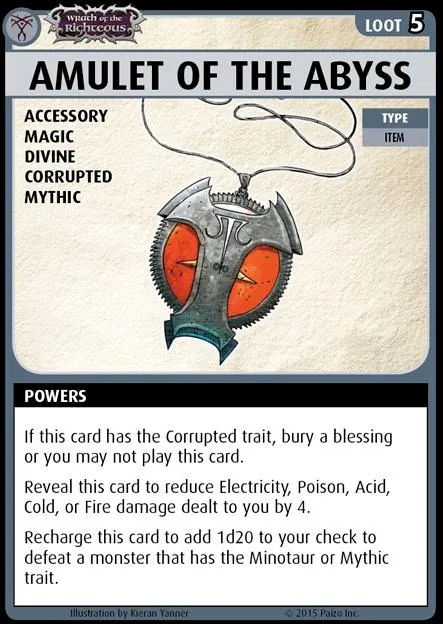 Wrath of the
Righteous
LOOT 5
AMULET OF THE ABYSS
ACCESSORY
MAGIC
DIVINE
CORRUPTED
MYTHIC
TYPE
ITEM
POWERS
If this card has the Corrupted trait, bury a blessing
or you may not play this card.
Reveal this card to reduce Electricity, Poison, Acid,
Cold, or Fire damage dealt to you by 4.
Recharge this card to add 1d20 to your check to
defeat a monster that has the Minotaur or Mythic
trait.
Illustration by Kieran Yanner
© 2015 Paizo Inc.